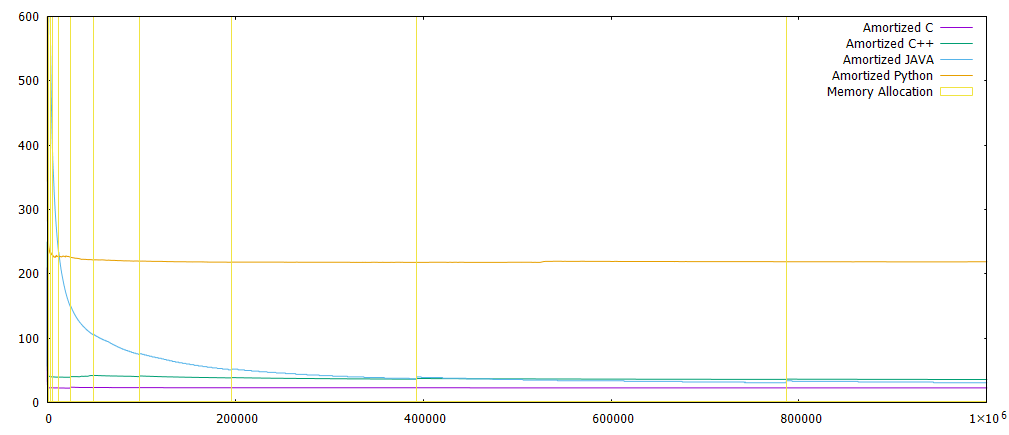 600
500
400
300
200
100
0
Amortized C
Amortized C++
Amortized JAVA
Amortized Python
Memory Allocation
0 200000 400000 600000 800000 1×10⁶